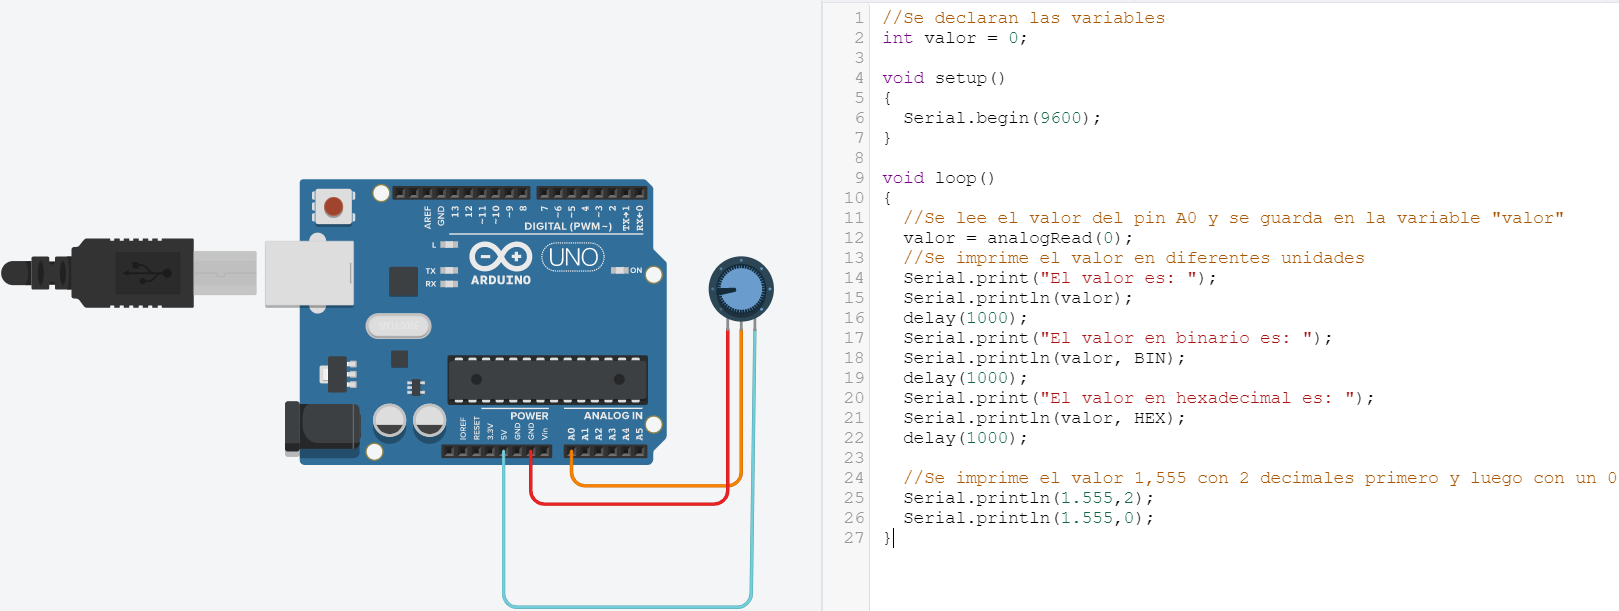 AREF
GND
13
12
~11
~10
~9
8
7
~6
~5
4
~3
2
TX→1
RX←0
DIGITAL (PWM~)
L
TX
RX
ARDUINO
UNO
ON
POWER
ANALOG IN
IOREF
RESET
3.3V
5V
GND
GND
Vin
A0
A1
A2
A3
A4
A5
1 //Se declaran las variables
2 int valor = 0;
3
4 void setup()
5 {
6 Serial.begin(9600);
7 }
8
9 void loop()
10 {
11 //Se lee el valor del pin A0 y se guarda en la variable "valor"
12 valor = analogRead(0);
13 //Se imprime el valor en diferentes unidades
14 Serial.print("El valor es: ");
15 Serial.println(valor);
16 delay(1000);
17 Serial.print("El valor en binario es: ");
18 Serial.println(valor, BIN);
19 delay(1000);
20 Serial.print("El valor en hexadecimal es: ");
21 Serial.println(valor, HEX);
22 delay(1000);
23
24 //Se imprime el valor 1,555 con 2 decimales primero y luego con un 0
25 Serial.println(1.555,2);
26 Serial.println(1.555,0);
27 }